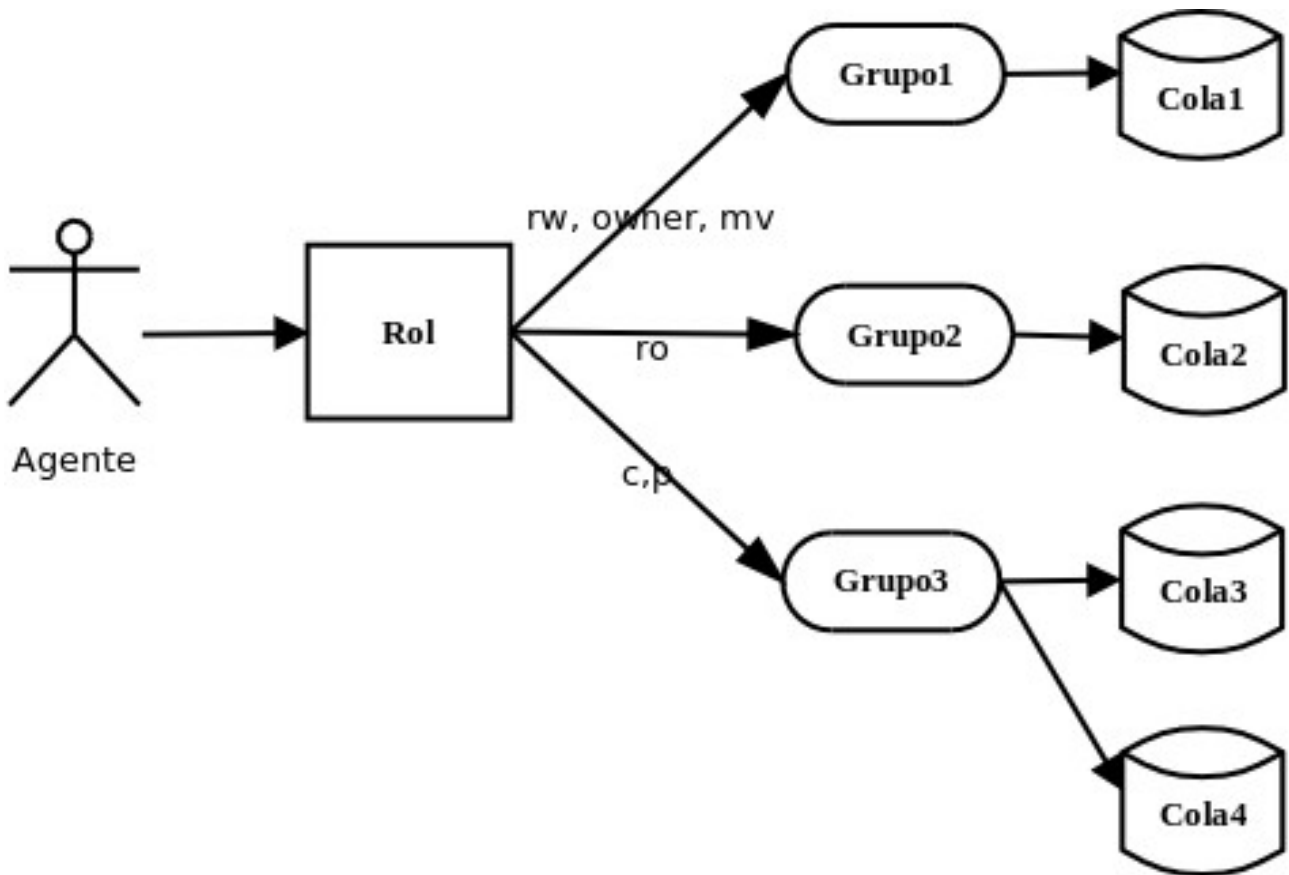 Grupo1
Cola1
rw, owner, mv
Agente
Rol
ro
Grupo2
Cola2
c,p
Grupo3
Cola3
Cola4